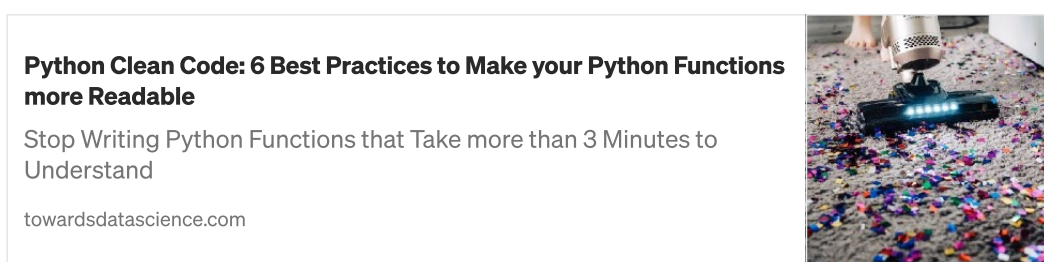 Python Clean Code: 6 Best Practices to Make your Python Functions
more Readable
Stop Writing Python Functions that Take more than 3 Minutes to
Understand
towardsdatascience.com